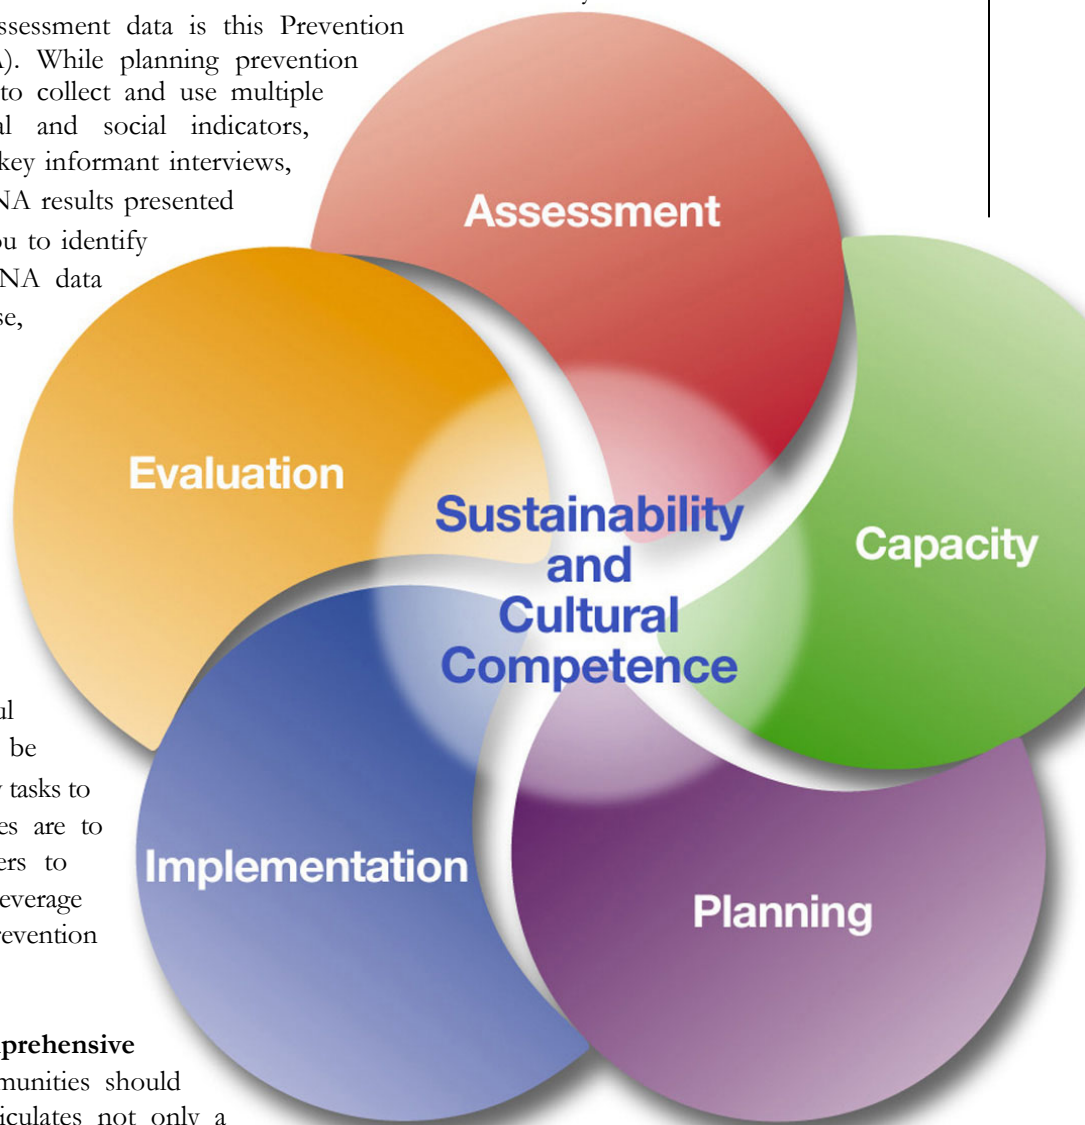 ssessment data is this Prevention
A). While planning prevention
to collect and use multiple
al and social indicators,
key informant interviews,
NA results presented
ou to identify
NA data
se,
Assessment
Evaluation
Capacity
Sustainability
and
Cultural
Competence
Implementation
Planning
ul
be
y tasks to
es are to
ers to
everage
revention
prehensive
munities should
iculates not only a